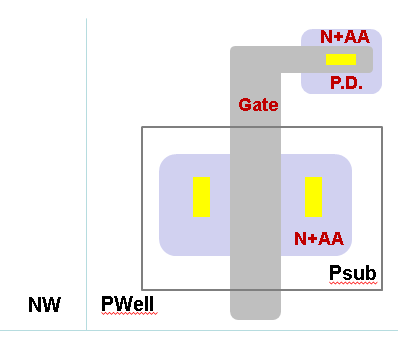 N+AA
P.D.
Gate
N+AA
Psub
NW
PWell